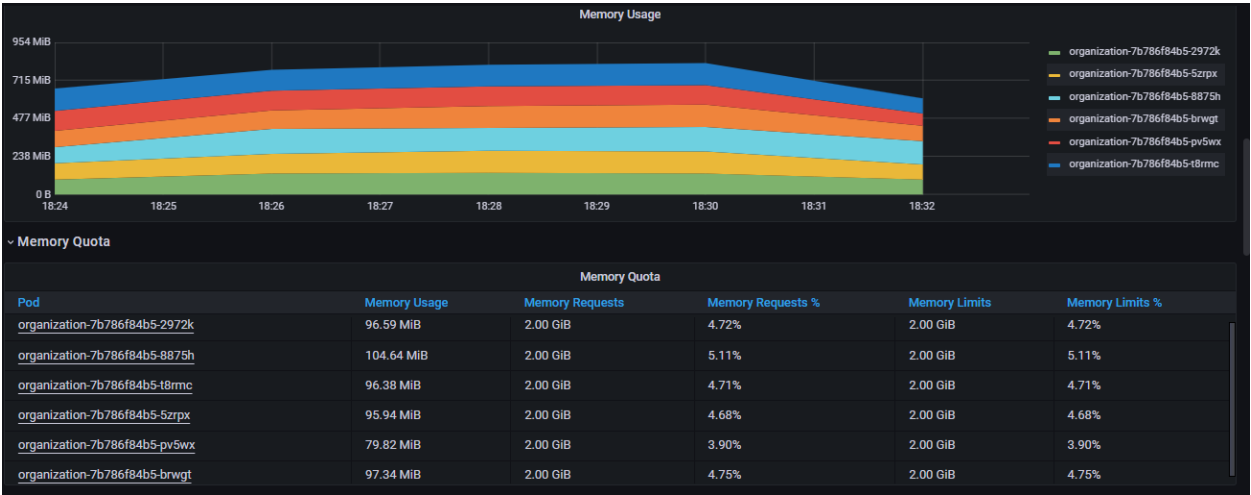 Memory Usage
954 MiB
715 MiB
477 MiB
238 MiB
0 B
18:24 18:25 18:26 18:27 18:28 18:29 18:30 18:31 18:32
organization-7b786f84b5-2972k
organization-7b786f84b5-5zrpx
organization-7b786f84b5-8875h
organization-7b786f84b5-brwgt
organization-7b786f84b5-pv5wx
organization-7b786f84b5-t8rmc
Memory Quota
Memory Quota
Pod Memory Usage Memory Requests Memory Requests % Memory Limits Memory Limits %
organization-7b786f84b5-2972k 96.59 MiB 2.00 GiB 4.72% 2.00 GiB 4.72%
organization-7b786f84b5-8875h 104.64 MiB 2.00 GiB 5.11% 2.00 GiB 5.11%
organization-7b786f84b5-t8rmc 96.38 MiB 2.00 GiB 4.71% 2.00 GiB 4.71%
organization-7b786f84b5-5zrpx 95.94 MiB 2.00 GiB 4.68% 2.00 GiB 4.68%
organization-7b786f84b5-pv5wx 79.82 MiB 2.00 GiB 3.90% 2.00 GiB 3.90%
organization-7b786f84b5-brwgt 97.34 MiB 2.00 GiB 4.75% 2.00 GiB 4.75%